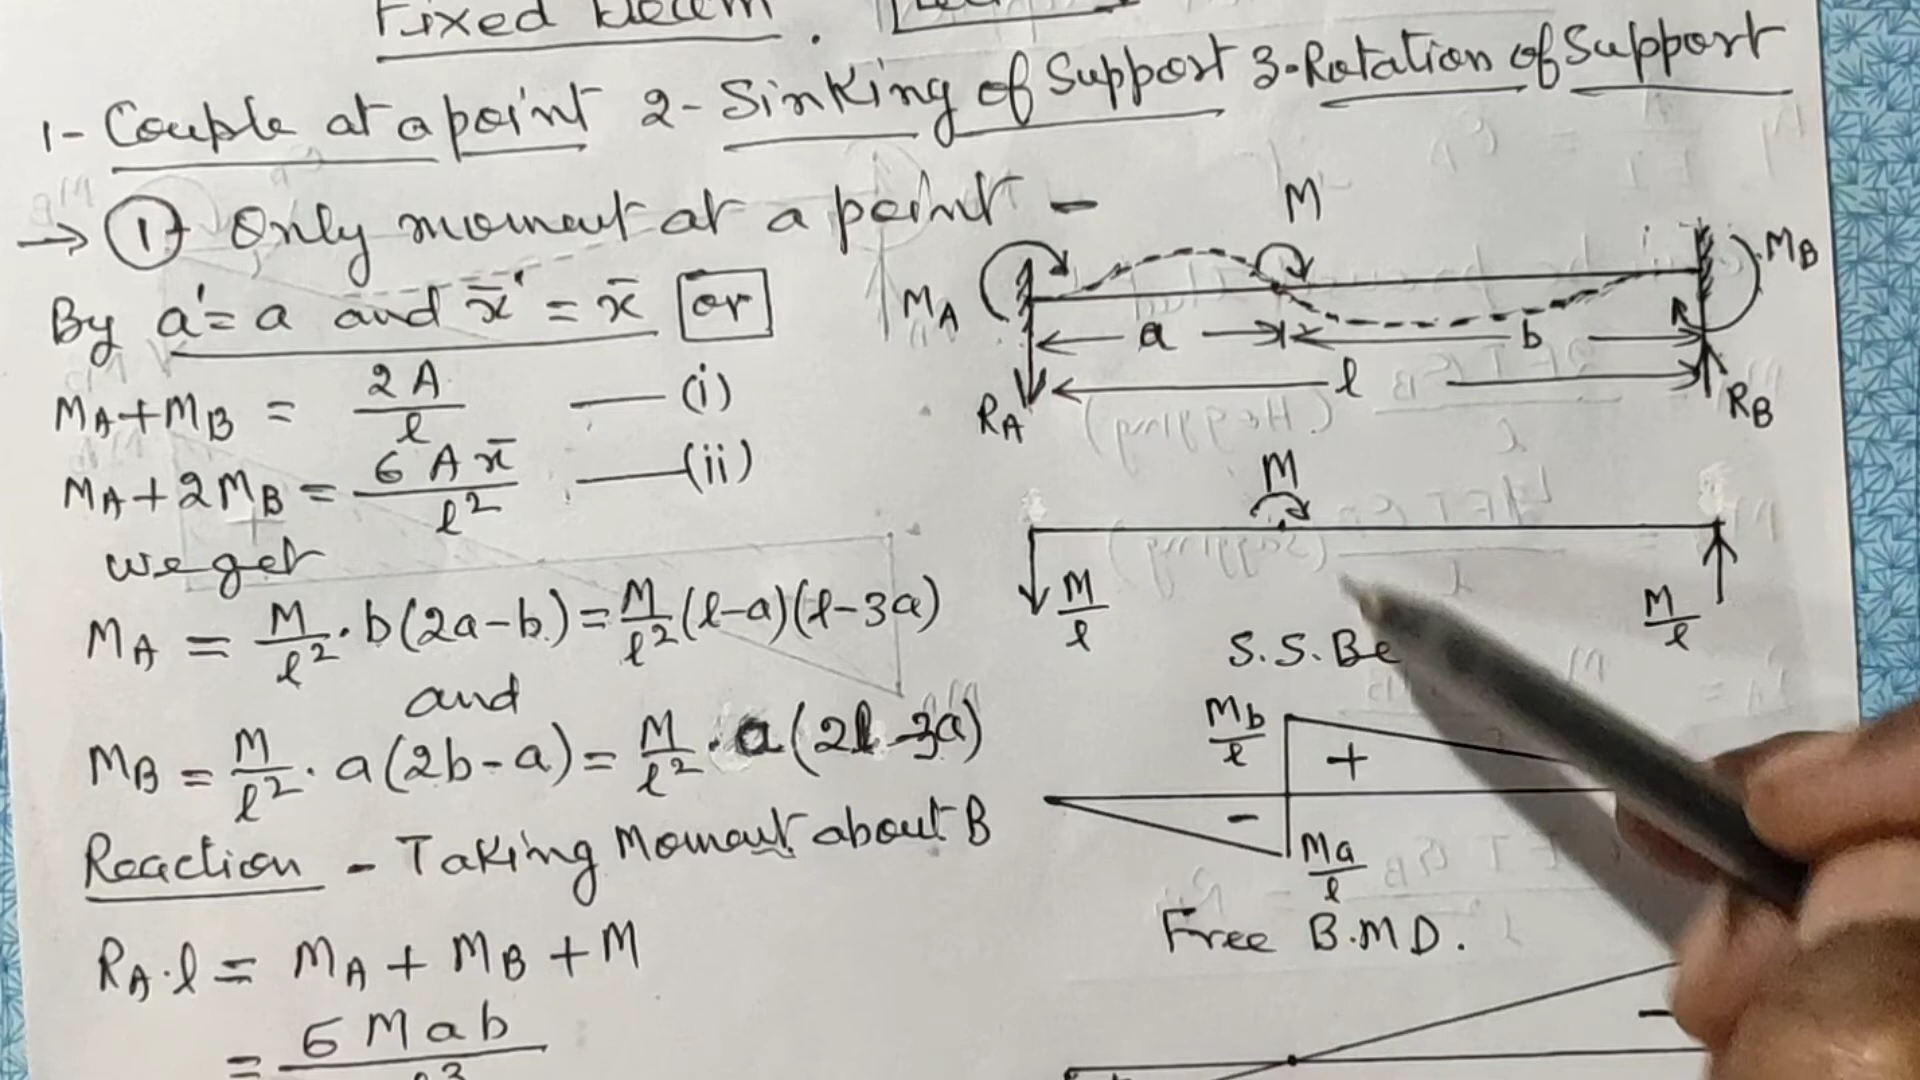 Fixed beam.
1- Couple at a point 2- Sinking of Support 3- Rotation of Support
→ (1) Only moment at a point -
By a' = a and x̄' = x̄ or
M_A + M_B = 2A/l —— (i)
M_A + 2M_B = 6Ax̄/l² —— (ii)
we get
M_A = M/l² · b(2a-b) = M/l² (l-a)(l-3a)
and
M_B = M/l² · a(2b-a) = M/l² · a(2l-3a)
Reaction - Taking Moment about B
R_A·l = M_A + M_B + M
= 6Mab
M
M_A
M_B
a
b
R_A
l
R_B
M
M/l
M/l
S.S. Be
Mb/l
+
-
Ma/l
Free B.M.D.
-